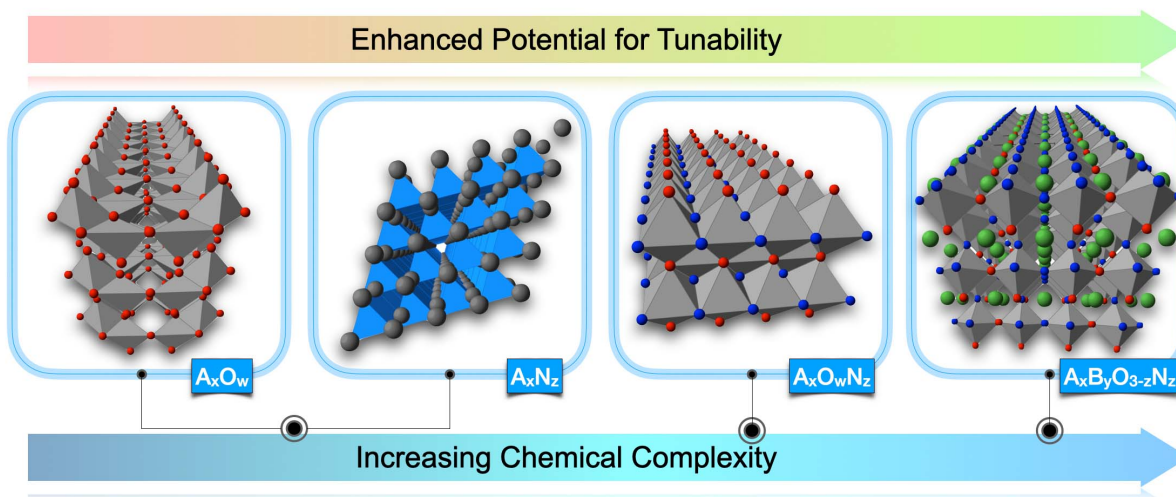 Enhanced Potential for Tunability
AxOw
AxNz
AxOwNz
AxByO3-zNz
Increasing Chemical Complexity